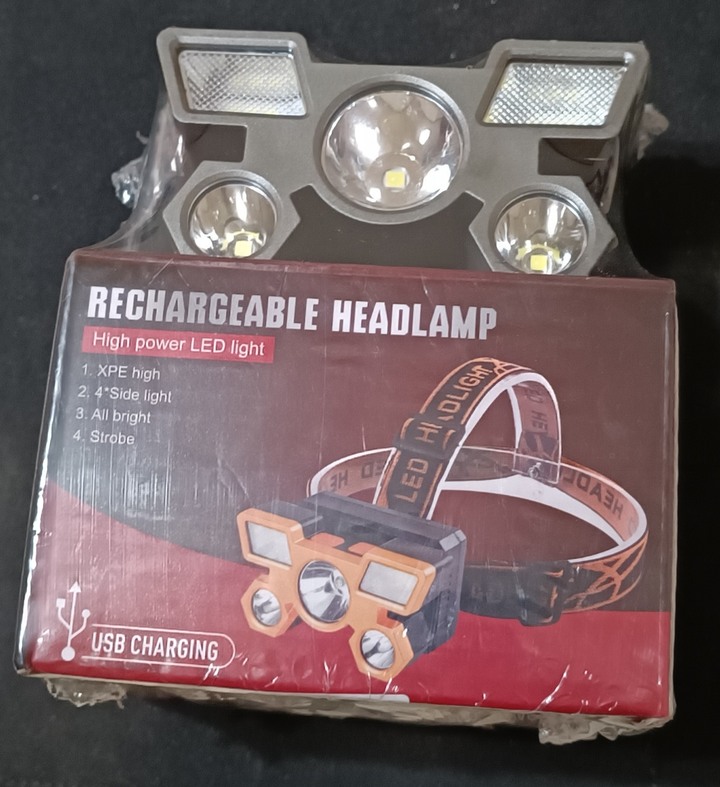 RECHARGEABLE HEADLAMP
High power LED light
1. XPE high
2. 4*Side light
3. All bright
4. Strobe
LED HEADLIGHT
USB CHARGING